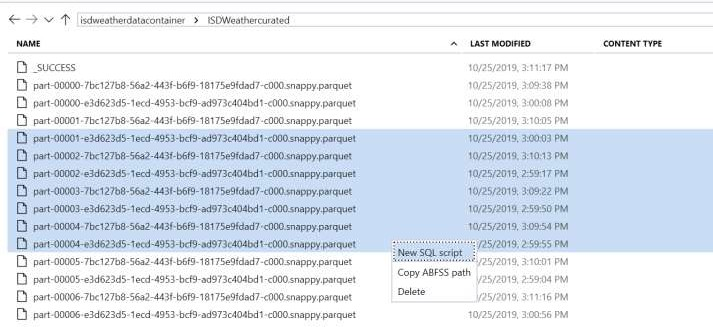 isdweatherdatacontainer > ISDWeathercurated
NAME LAST MODIFIED CONTENT TYPE
_SUCCESS 10/25/2019, 3:11:17 PM
part-00000-7bc127b8-56a2-443f-b6f9-18175e9fdad7-c000.snappy.parquet 10/25/2019, 3:09:38 PM
part-00000-e3d623d5-1ecd-4953-bcf9-ad973c404bd1-c000.snappy.parquet 10/25/2019, 3:00:08 PM
part-00001-7bc127b8-56a2-443f-b6f9-18175e9fdad7-c000.snappy.parquet 10/25/2019, 3:10:05 PM
part-00001-e3d623d5-1ecd-4953-bcf9-ad973c404bd1-c000.snappy.parquet 10/25/2019, 3:00:03 PM
part-00002-7bc127b8-56a2-443f-b6f9-18175e9fdad7-c000.snappy.parquet 10/25/2019, 3:10:13 PM
part-00002-e3d623d5-1ecd-4953-bcf9-ad973c404bd1-c000.snappy.parquet 10/25/2019, 2:59:17 PM
part-00003-7bc127b8-56a2-443f-b6f9-18175e9fdad7-c000.snappy.parquet 10/25/2019, 3:09:22 PM
part-00003-e3d623d5-1ecd-4953-bcf9-ad973c404bd1-c000.snappy.parquet 10/25/2019, 2:59:50 PM
part-00004-7bc127b8-56a2-443f-b6f9-18175e9fdad7-c000.snappy.parquet 10/25/2019, 3:09:54 PM
part-00004-e3d623d5-1ecd-4953-bcf9-ad973c404bd1-c000.snappy.parquet /25/2019, 2:59:55 PM
New SQL script
part-00005-7bc127b8-56a2-443f-b6f9-18175e9fdad7-c000.snappy.parquet /25/2019, 3:10:01 PM
Copy ABFSS path
part-00005-e3d623d5-1ecd-4953-bcf9-ad973c404bd1-c000.snappy.parquet /25/2019, 2:59:04 PM
Delete
part-00006-7bc127b8-56a2-443f-b6f9-18175e9fdad7-c000.snappy.parquet /25/2019, 3:11:16 PM
part-00006-e3d623d5-1ecd-4953-bcf9-ad973c404bd1-c000.snappy.parquet 10/25/2019, 3:00:56 PM